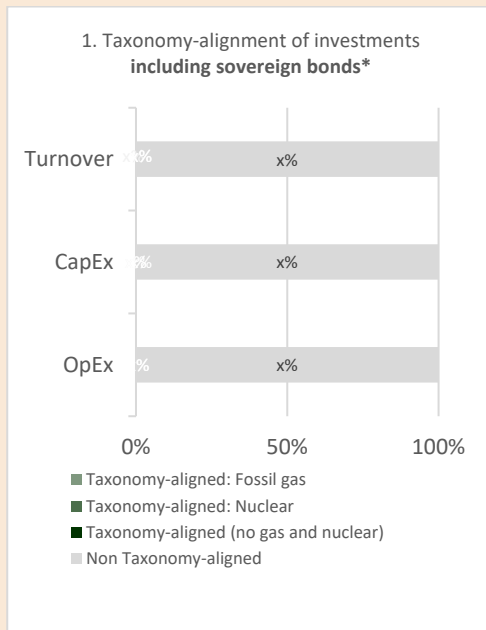 1. Taxonomy-alignment of investments
including sovereign bonds*
Turnover
x%
CapEx
x%
OpEx
% x%
0% 50% 100%
Taxonomy-aligned: Fossil gas
Taxonomy-aligned: Nuclear
Taxonomy-aligned (no gas and nuclear)
Non Taxonomy-aligned